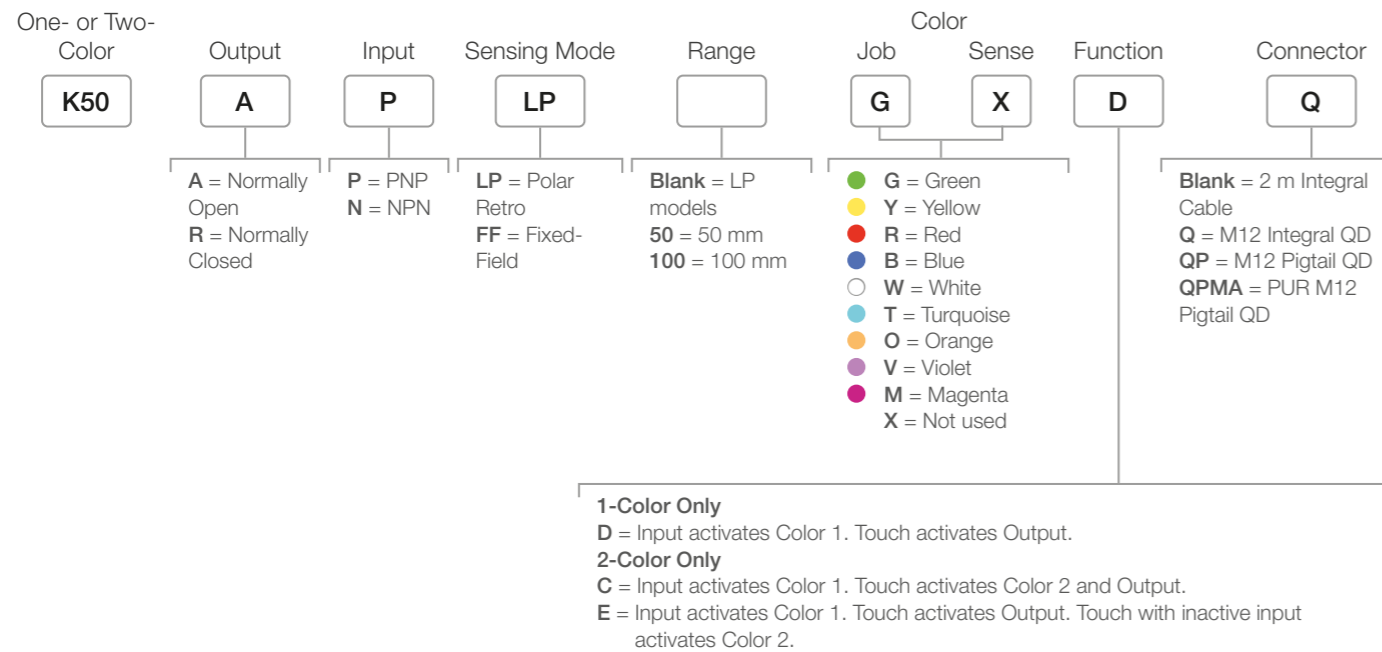 One- or Two-
Color
Output
Input
Sensing Mode
Range
Color
Job
Sense
Function
Connector
K50
A
P
LP
G
X
D
Q
A = Normally
Open
R = Normally
Closed
P = PNP
N = NPN
LP = Polar
Retro
FF = Fixed-
Field
Blank = LP
models
50 = 50 mm
100 = 100 mm
G = Green
Y = Yellow
R = Red
B = Blue
W = White
T = Turquoise
O = Orange
V = Violet
M = Magenta
X = Not used
Blank = 2 m Integral
Cable
Q = M12 Integral QD
QP = M12 Pigtail QD
QPMA = PUR M12
Pigtail QD
1-Color Only
D = Input activates Color 1. Touch activates Output.
2-Color Only
C = Input activates Color 1. Touch activates Color 2 and Output.
E = Input activates Color 1. Touch activates Output. Touch with inactive input
activates Color 2.